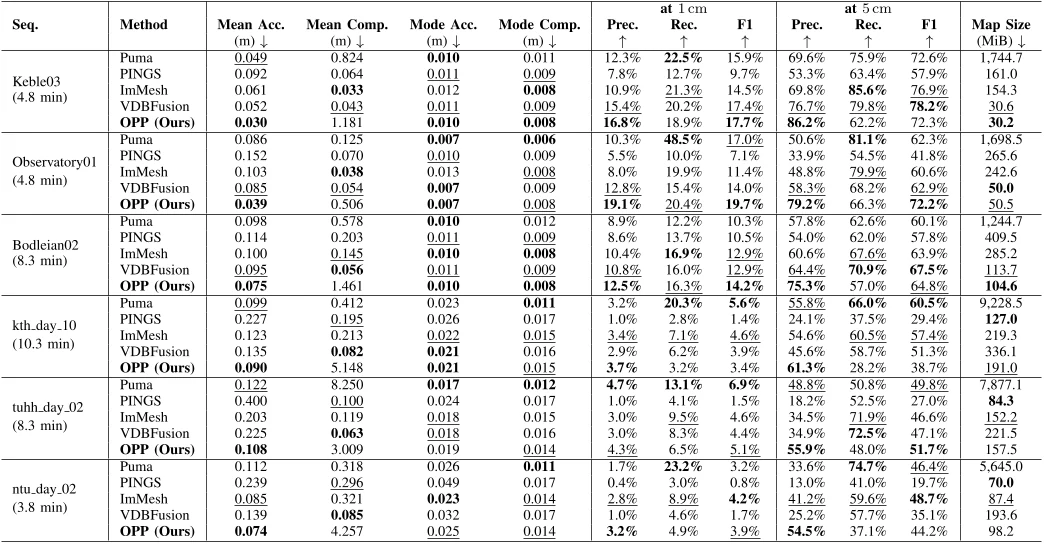 at 1 cm at 5 cm
Seq. Method Mean Acc. Mean Comp. Mode Acc. Mode Comp. Prec. Rec. F1 Prec. Rec. F1 Map Size
(m) ↓ (m) ↓ (m) ↓ (m) ↓ ↑ ↑ ↑ ↑ ↑ ↑ (MiB) ↓
Keble03
(4.8 min)
Puma 0.049 0.824 0.010 0.011 12.3% 22.5% 15.9% 69.6% 75.9% 72.6% 1,744.7
PINGS 0.092 0.064 0.011 0.009 7.8% 12.7% 9.7% 53.3% 63.4% 57.9% 161.0
ImMesh 0.061 0.033 0.012 0.008 10.9% 21.3% 14.5% 69.8% 85.6% 76.9% 154.3
VDBFusion 0.052 0.043 0.011 0.009 15.4% 20.2% 17.4% 76.7% 79.8% 78.2% 30.6
OPP (Ours) 0.030 1.181 0.010 0.008 16.8% 18.9% 17.7% 86.2% 62.2% 72.3% 30.2
Observatory01
(4.8 min)
Puma 0.086 0.125 0.007 0.006 10.3% 48.5% 17.0% 50.6% 81.1% 62.3% 1,698.5
PINGS 0.152 0.070 0.010 0.009 5.5% 10.0% 7.1% 33.9% 54.5% 41.8% 265.6
ImMesh 0.103 0.038 0.013 0.008 8.0% 19.9% 11.4% 48.8% 79.9% 60.6% 242.6
VDBFusion 0.085 0.054 0.007 0.009 12.8% 15.4% 14.0% 58.3% 68.2% 62.9% 50.0
OPP (Ours) 0.039 0.506 0.007 0.008 19.1% 20.4% 19.7% 79.2% 66.3% 72.2% 50.5
Bodleian02
(8.3 min)
Puma 0.098 0.578 0.010 0.012 8.9% 12.2% 10.3% 57.8% 62.6% 60.1% 1,244.7
PINGS 0.114 0.203 0.011 0.009 8.6% 13.7% 10.5% 54.0% 62.0% 57.8% 409.5
ImMesh 0.100 0.145 0.010 0.008 10.4% 16.9% 12.9% 60.6% 67.6% 63.9% 285.2
VDBFusion 0.095 0.056 0.011 0.009 10.8% 16.0% 12.9% 64.4% 70.9% 67.5% 113.7
OPP (Ours) 0.075 1.461 0.010 0.008 12.5% 16.3% 14.2% 75.3% 57.0% 64.8% 104.6
kth_day_10
(10.3 min)
Puma 0.099 0.412 0.023 0.011 3.2% 20.3% 5.6% 55.8% 66.0% 60.5% 9,228.5
PINGS 0.227 0.195 0.026 0.017 1.0% 2.8% 1.4% 24.1% 37.5% 29.4% 127.0
ImMesh 0.123 0.213 0.022 0.015 3.4% 7.1% 4.6% 54.6% 60.5% 57.4% 219.3
VDBFusion 0.135 0.082 0.021 0.016 2.9% 6.2% 3.9% 45.6% 58.7% 51.3% 336.1
OPP (Ours) 0.090 5.148 0.021 0.015 3.7% 3.2% 3.4% 61.3% 28.2% 38.7% 191.0
tuhh_day_02
(8.3 min)
Puma 0.122 8.250 0.017 0.012 4.7% 13.1% 6.9% 48.8% 50.8% 49.8% 7,877.1
PINGS 0.400 0.100 0.024 0.017 1.0% 4.1% 1.5% 18.2% 52.5% 27.0% 84.3
ImMesh 0.203 0.119 0.018 0.015 3.0% 9.5% 4.6% 34.5% 71.9% 46.6% 152.2
VDBFusion 0.225 0.063 0.018 0.016 3.0% 8.3% 4.4% 34.9% 72.5% 47.1% 221.5
OPP (Ours) 0.108 3.009 0.019 0.014 4.3% 6.5% 5.1% 55.9% 48.0% 51.7% 157.5
ntu_day_02
(3.8 min)
Puma 0.112 0.318 0.026 0.011 1.7% 23.2% 3.2% 33.6% 74.7% 46.4% 5,645.0
PINGS 0.239 0.296 0.049 0.017 0.4% 3.0% 0.8% 13.0% 41.0% 19.7% 70.0
ImMesh 0.085 0.321 0.023 0.014 2.8% 8.9% 4.2% 41.2% 59.6% 48.7% 87.4
VDBFusion 0.139 0.085 0.032 0.017 1.0% 4.6% 1.7% 25.2% 57.7% 35.1% 193.6
OPP (Ours) 0.074 4.257 0.025 0.014 3.2% 4.9% 3.9% 54.5% 37.1% 44.2% 98.2